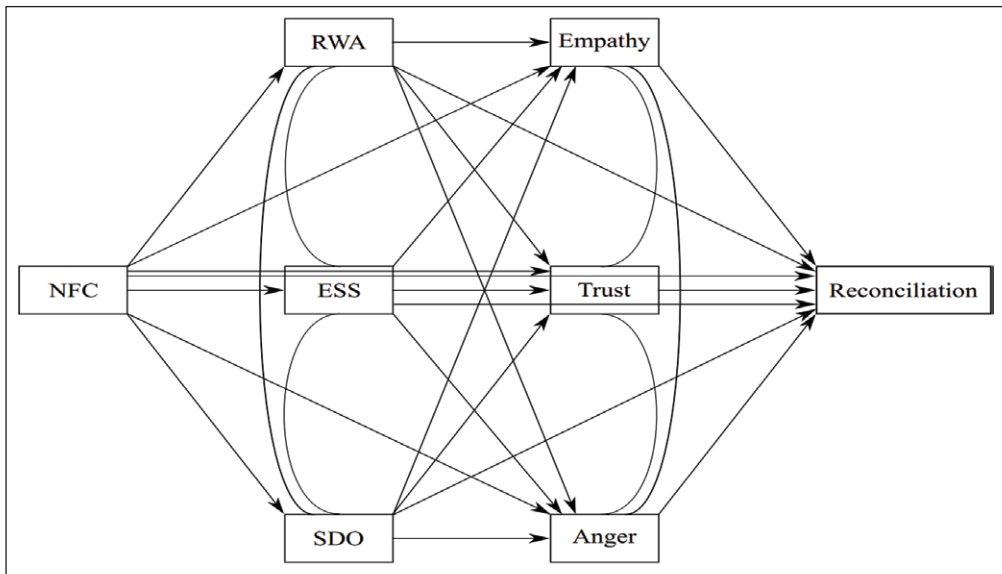 RWA
Empathy
NFC
ESS
Trust
Reconciliation
SDO
Anger